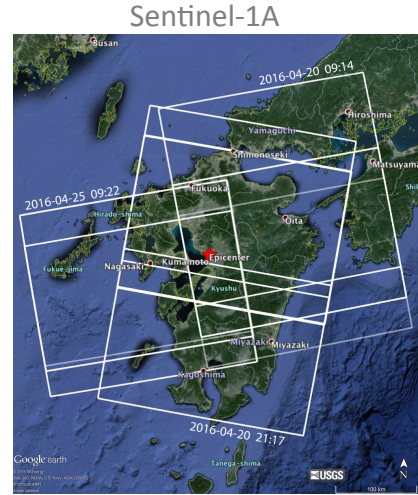 Sentinel-1A
Busan
2016-04-20 09:14
Hiroshima
Yamaguchi
Shimonoseki
Matsuyama
Fukuoka
2016-04-25 09:22
Hirado-shima
Oita
Epicenter
Nagasaki
Kumamoto
Fukue-jima
Kyushu
Miyazaki
Miyazaki
Kagoshima
2016-04-20 21:17
Tanega-shima
Google earth
USGS
N
100 km